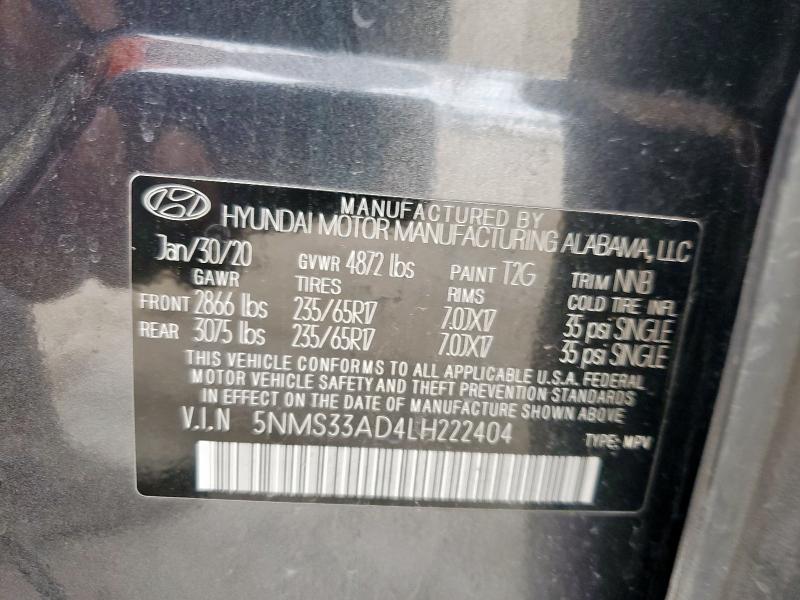 MANUFACTURED BY
HYUNDAI MOTOR MANUFACTURING ALABAMA, LLC
Jan/30/20 GVWR 4872 lbs PAINT T2G TRIM NNB
GAWR TIRES RIMS COLD TIRE INFL
FRONT 2866 lbs 235/65R17 7.0JX17 35 psi SINGLE
REAR 3075 lbs 235/65R17 7.0JX17 35 psi SINGLE
THIS VEHICLE CONFORMS TO ALL APPLICABLE U.S.A. FEDERAL
MOTOR VEHICLE SAFETY AND THEFT PREVENTION STANDARDS
IN EFFECT ON THE DATE OF MANUFACTURE SHOWN ABOVE.
V.I.N 5NMS33AD4LH222404 TYPE: MPV